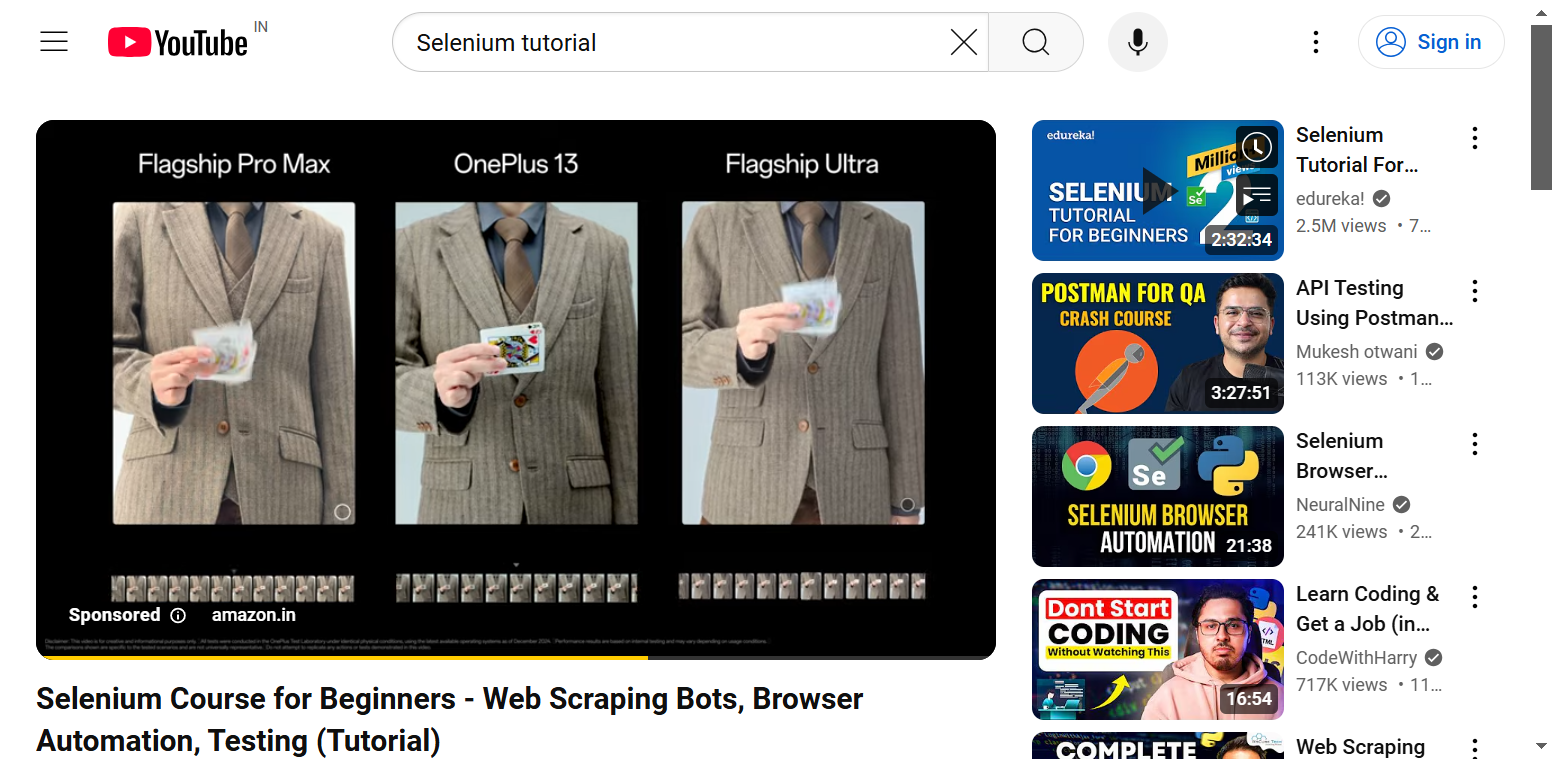 YouTube IN
Selenium tutorial
Sign in
Flagship Pro Max
OnePlus 13
Flagship Ultra
Sponsored
amazon.in
Selenium Course for Beginners - Web Scraping Bots, Browser
Automation, Testing (Tutorial)
edureka!
Million
views
2
SELENIUM
Se
TUTORIAL
FOR BEGINNERS
2:32:34
Selenium
Tutorial For...
edureka!
2.5M views • 7...
POSTMAN FOR QA
CRASH COURSE
3:27:51
API Testing
Using Postman...
Mukesh otwani
113K views • 1...
Se
SELENIUM BROWSER
AUTOMATION
21:38
Selenium
Browser...
NeuralNine
241K views • 2...
Dont Start
CODING
Without Watching This
HTML
16:54
Learn Coding &
Get a Job (in...
CodeWithHarry
717K views • 11...
COMPLETE
Web Scraping